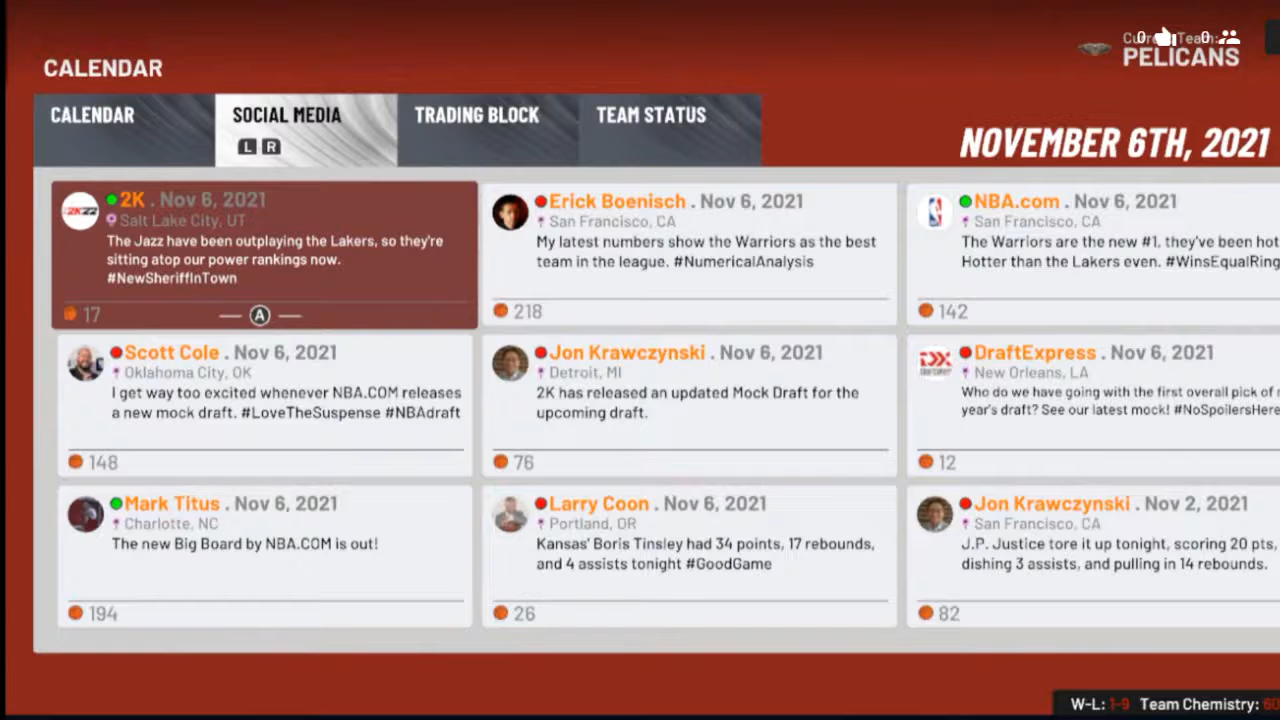 Current Team:
0 0
PELICANS
CALENDAR
CALENDAR
SOCIAL MEDIA
TRADING BLOCK
TEAM STATUS
L R
NOVEMBER 6TH, 2021
2K22
2K . Nov 6, 2021
Salt Lake City, UT
The Jazz have been outplaying the Lakers, so they're
sitting atop our power rankings now.
#NewSheriffInTown
17
A
Erick Boenisch . Nov 6, 2021
San Francisco, CA
My latest numbers show the Warriors as the best
team in the league. #NumericalAnalysis
218
NBA.com . Nov 6, 2021
San Francisco, CA
The Warriors are the new #1, they've been hot
Hotter than the Lakers even. #WinsEqualRing
142
Scott Cole . Nov 6, 2021
Oklahoma City, OK
I get way too excited whenever NBA.COM releases
a new mock draft. #LoveTheSuspense #NBAdraft
148
Jon Krawczynski . Nov 6, 2021
Detroit, MI
2K has released an updated Mock Draft for the
upcoming draft.
76
DraftExpress . Nov 6, 2021
New Orleans, LA
Who do we have going with the first overall pick of
year's draft? See our latest mock! #NoSpoilersHere
12
Mark Titus . Nov 6, 2021
Charlotte, NC
The new Big Board by NBA.COM is out!
194
Larry Coon . Nov 6, 2021
Portland, OR
Kansas' Boris Tinsley had 34 points, 17 rebounds,
and 4 assists tonight #GoodGame
26
Jon Krawczynski . Nov 2, 2021
San Francisco, CA
J.P. Justice tore it up tonight, scoring 20 pts,
dishing 3 assists, and pulling in 14 rebounds.
82
W-L: 1-9 Team Chemistry: